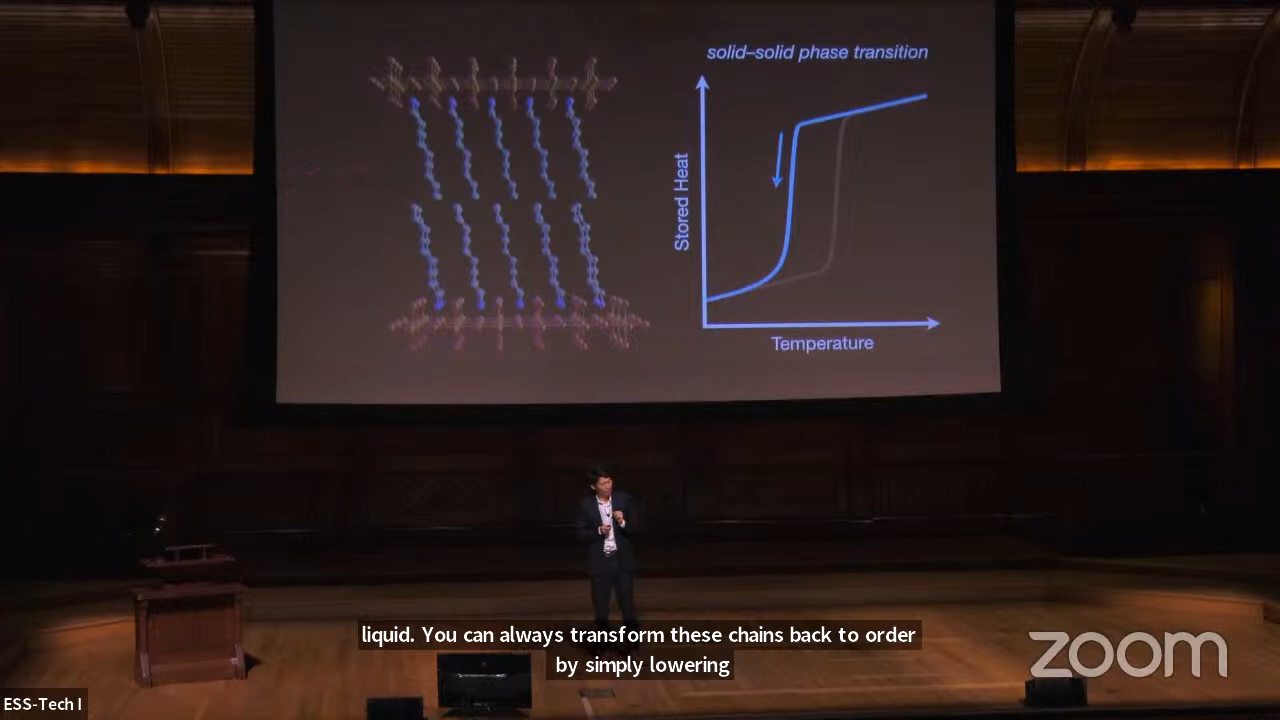 solid–solid phase transition
Stored Heat
Temperature
liquid. You can always transform these chains back to order
by simply lowering
zoom
ESS-Tech I